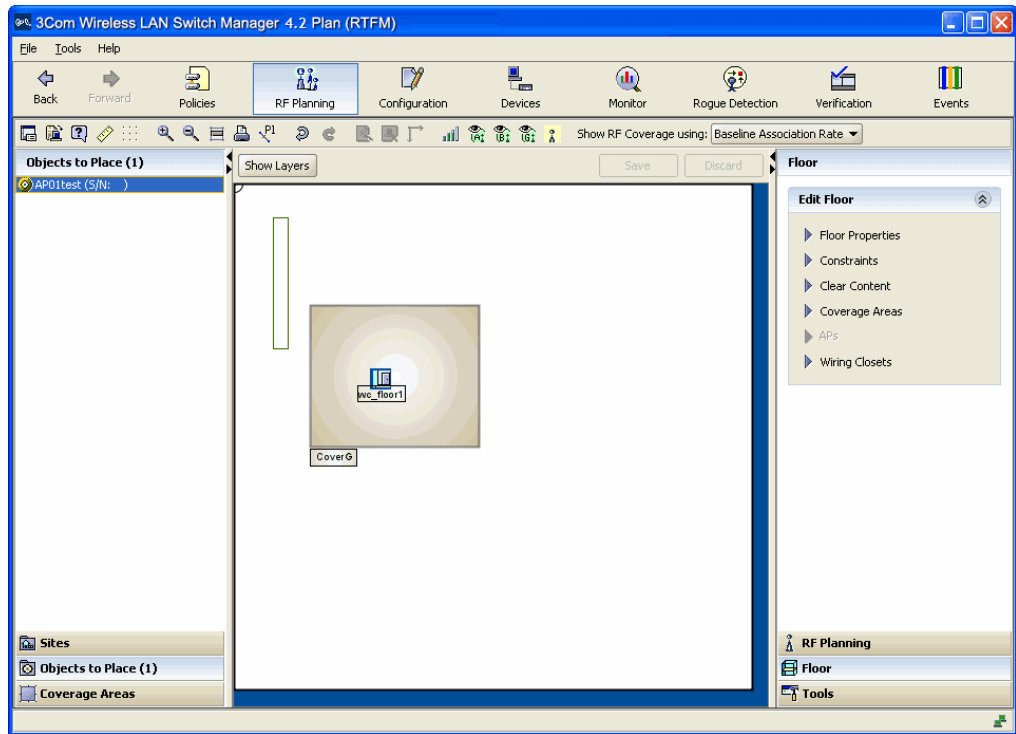 3Com Wireless LAN Switch Manager 4.2 Plan (RTFM)
File Tools Help
Back Forward Policies RF Planning Configuration Devices Monitor Rogue Detection Verification Events
P1 A: B: G: Show RF Coverage using: Baseline Association Rate
Objects to Place (1)
AP01test (S/N: )
Sites
Objects to Place (1)
Coverage Areas
Show Layers Save Discard
wc_floor1
CoverG
Floor
Edit Floor
Floor Properties
Constraints
Clear Content
Coverage Areas
APs
Wiring Closets
RF Planning
Floor
Tools